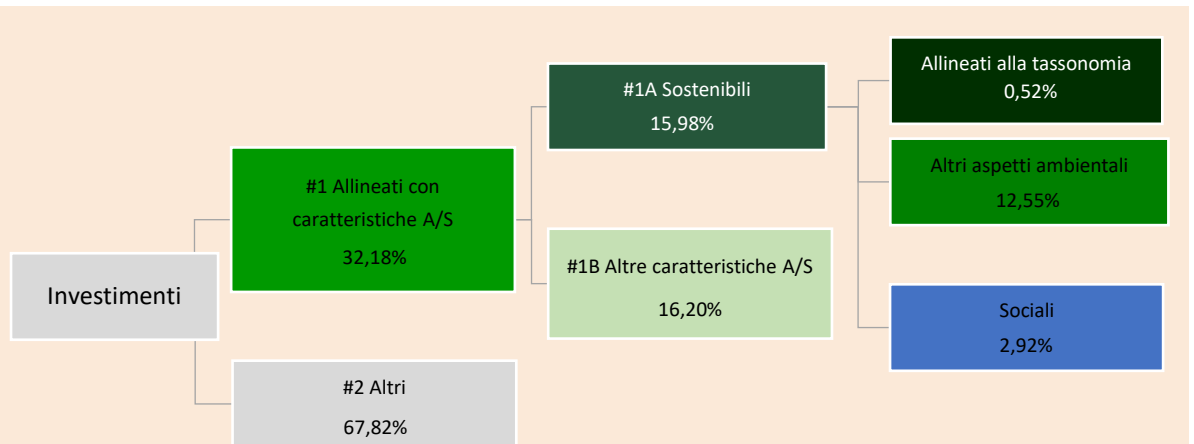 Investimenti
#1 Allineati con
caratteristiche A/S
32,18%
#2 Altri
67,82%
#1A Sostenibili
15,98%
#1B Altre caratteristiche A/S
16,20%
Allineati alla tassonomia
0,52%
Altri aspetti ambientali
12,55%
Sociali
2,92%